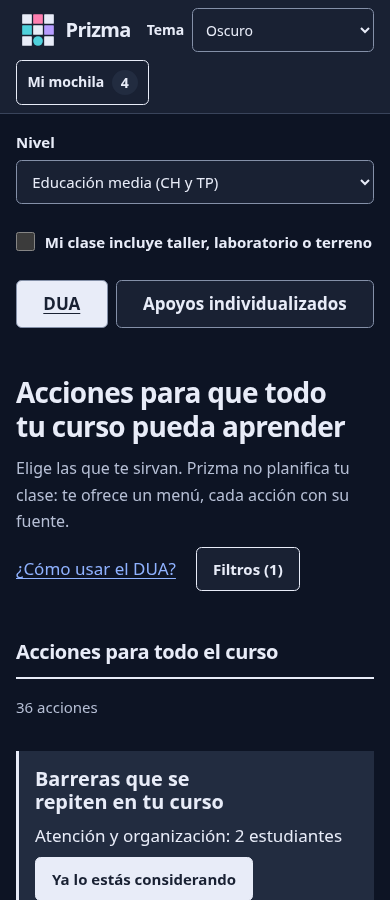 Prizma
Tema
Oscuro
Mi mochila 4
Nivel
Educación media (CH y TP)
Mi clase incluye taller, laboratorio o terreno
DUA
Apoyos individualizados
Acciones para que todo
tu curso pueda aprender
Elige las que te sirvan. Prizma no planifica tu
clase: te ofrece un menú, cada acción con su
fuente.
¿Cómo usar el DUA?
Filtros (1)
Acciones para todo el curso
36 acciones
Barreras que se
repiten en tu curso
Atención y organización: 2 estudiantes
Ya lo estás considerando